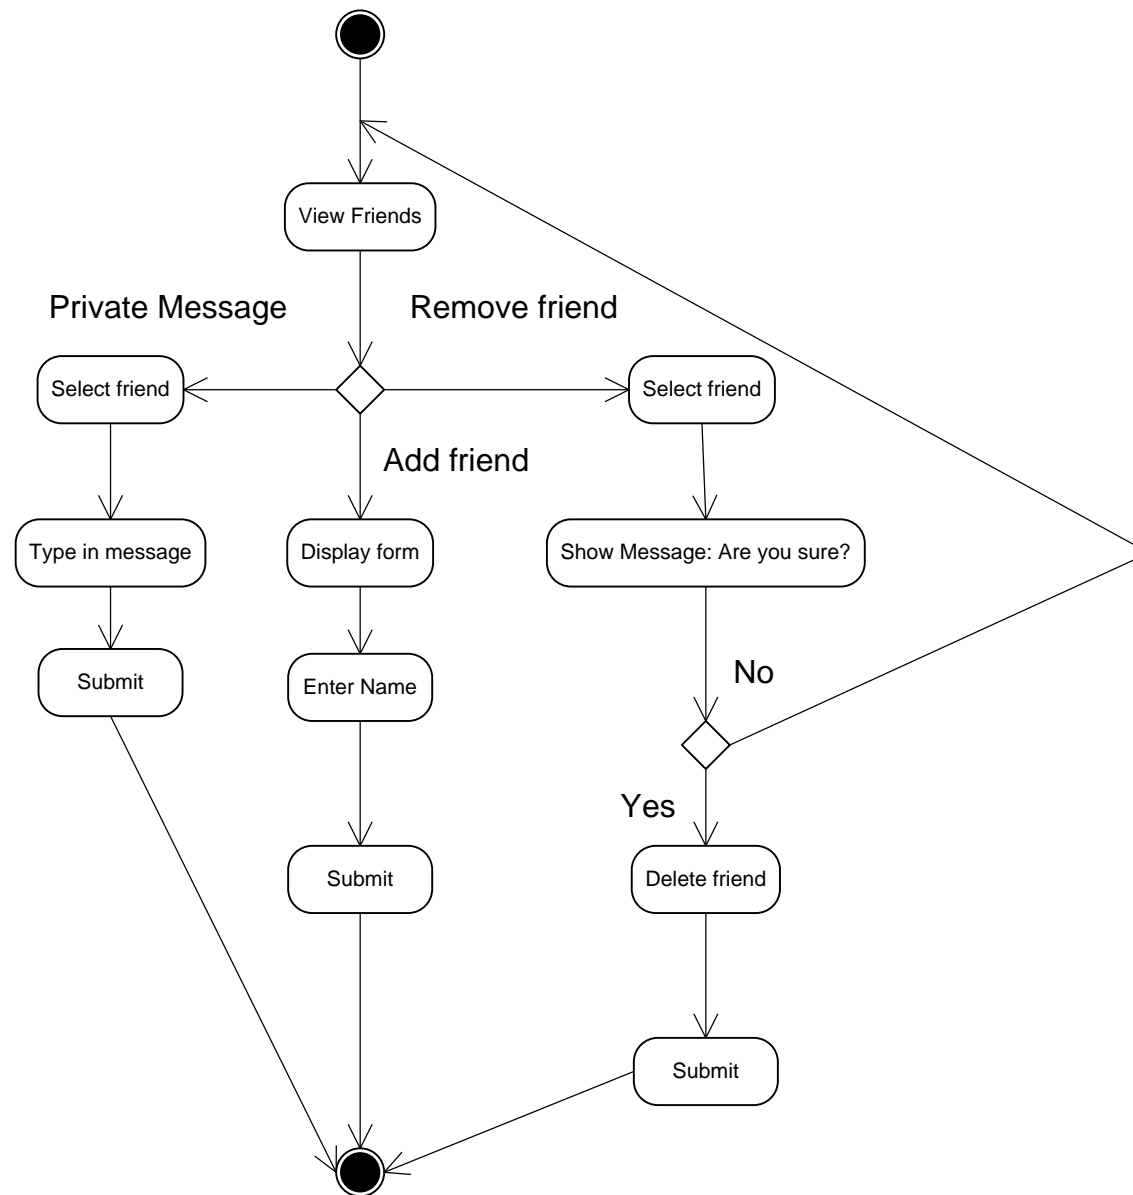 View Friends
Private Message
Remove friend
Select friend
Select friend
Add friend
Type in message
Display form
Show Message: Are you sure?
Submit
Enter Name
No
Yes
Submit
Delete friend
Submit